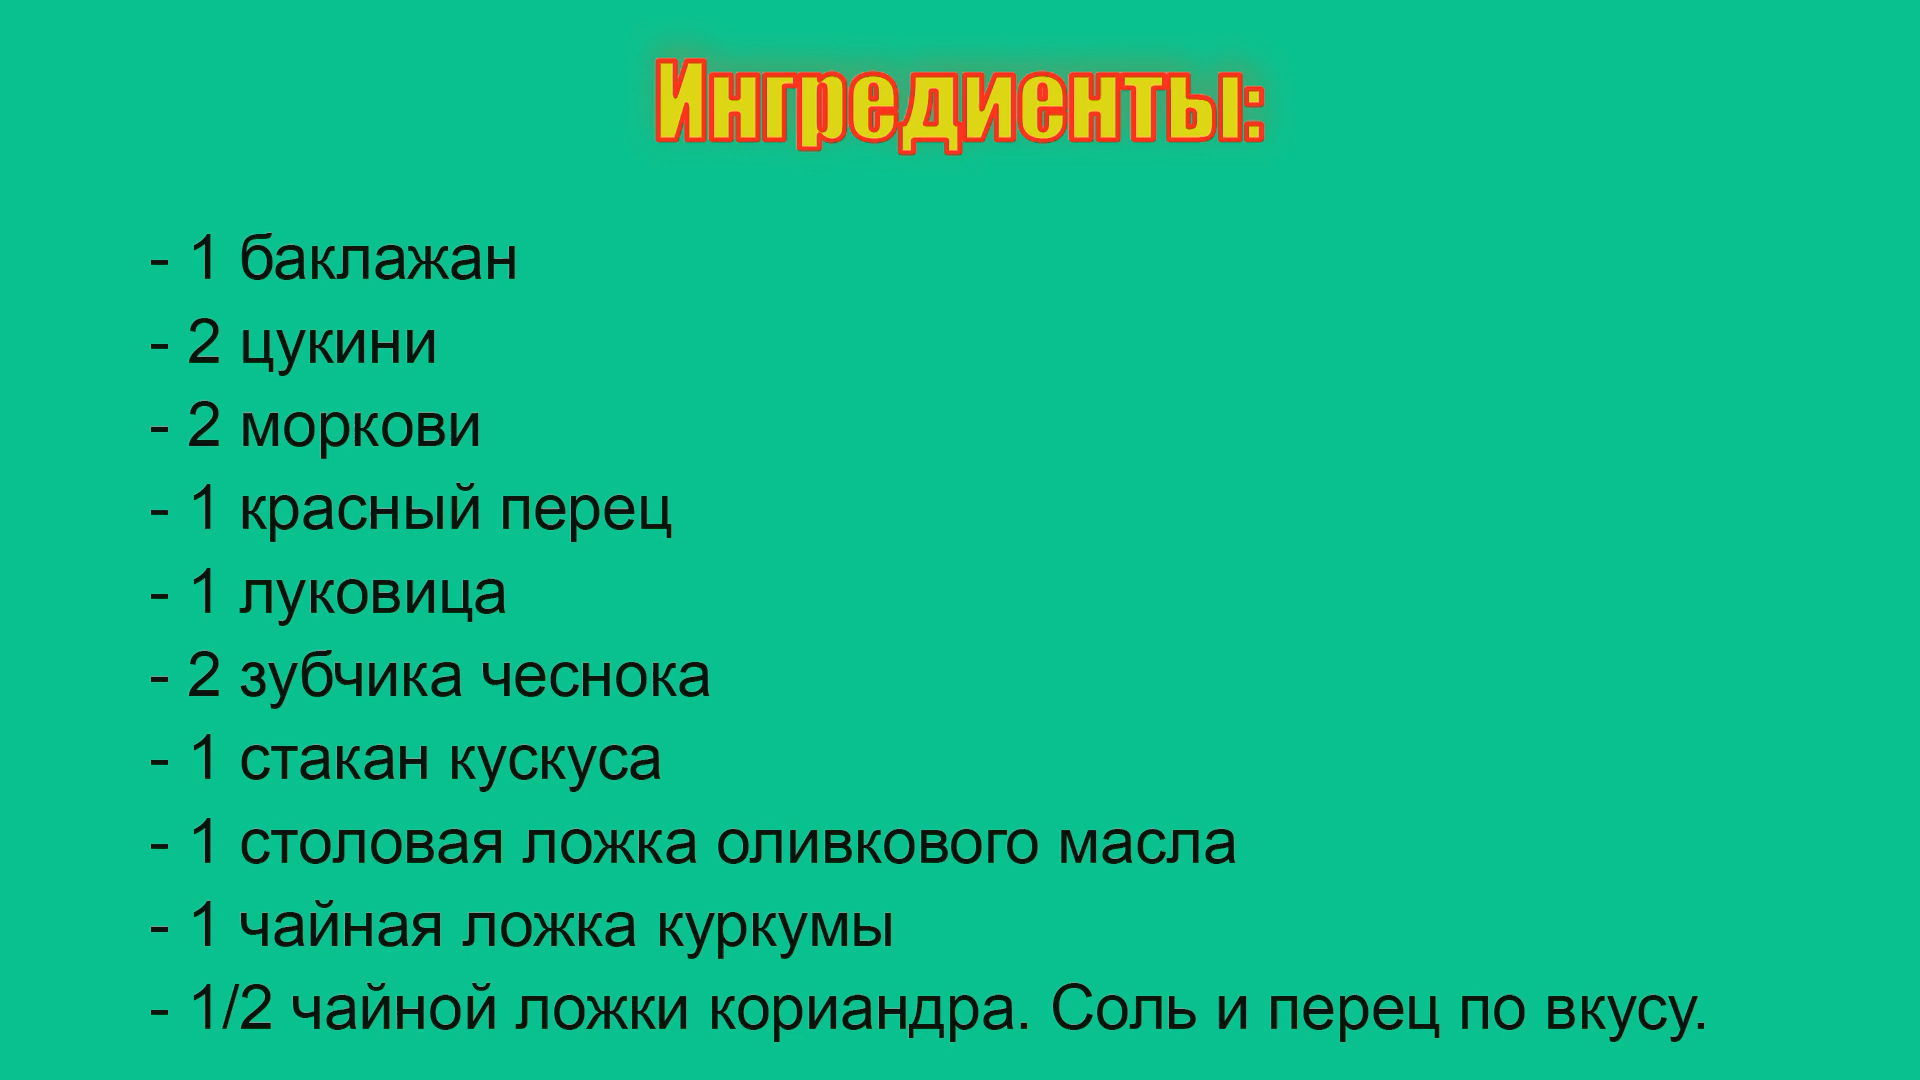 Ингредиенты:
- 1 баклажан
- 2 цукини
- 2 моркови
- 1 красный перец
- 1 луковица
- 2 зубчика чеснока
- 1 стакан кускуса
- 1 столовая ложка оливкового масла
- 1 чайная ложка куркумы
- 1/2 чайной ложки кориандра. Соль и перец по вкусу.